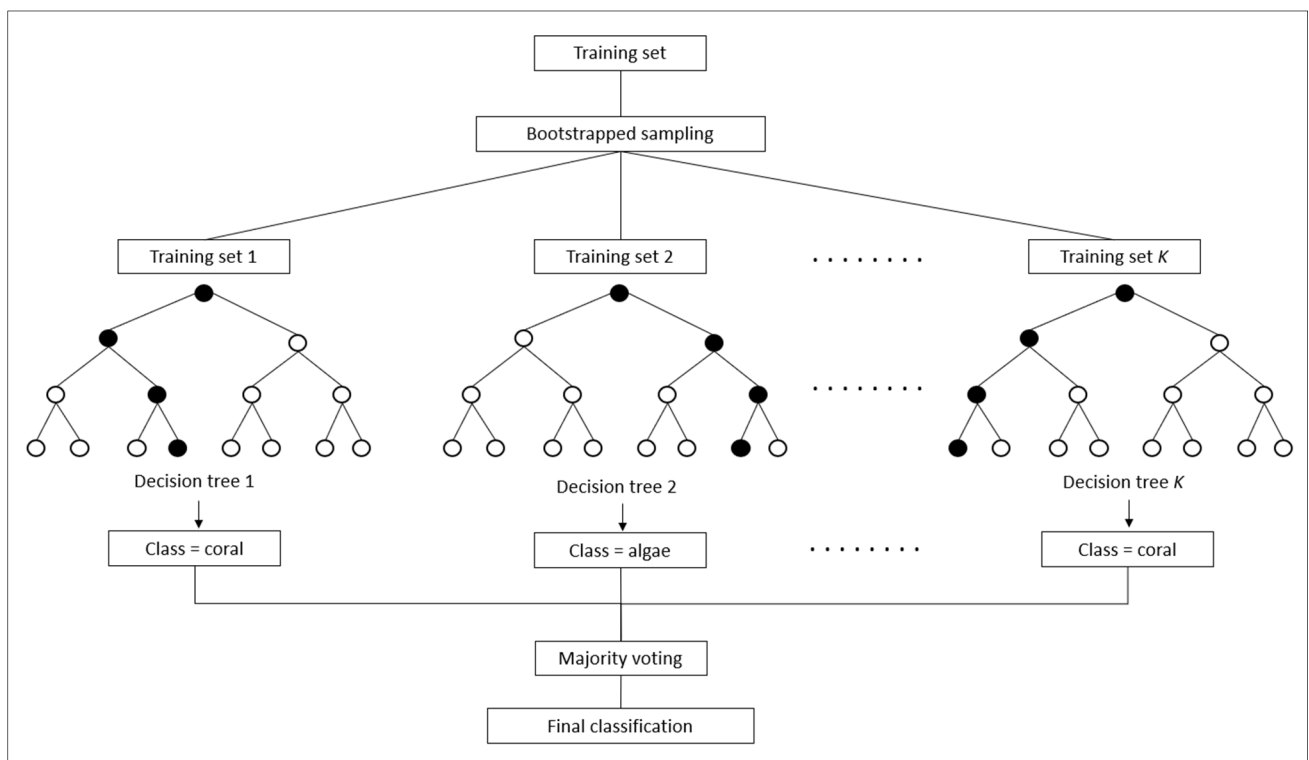 Training set
Bootstrapped sampling
Training set 1
Training set 2
. . . . . . . .
Training set K
. . . . . . . .
Decision tree 1
Decision tree 2
Decision tree K
Class = coral
Class = algae
. . . . . . . .
Class = coral
Majority voting
Final classification